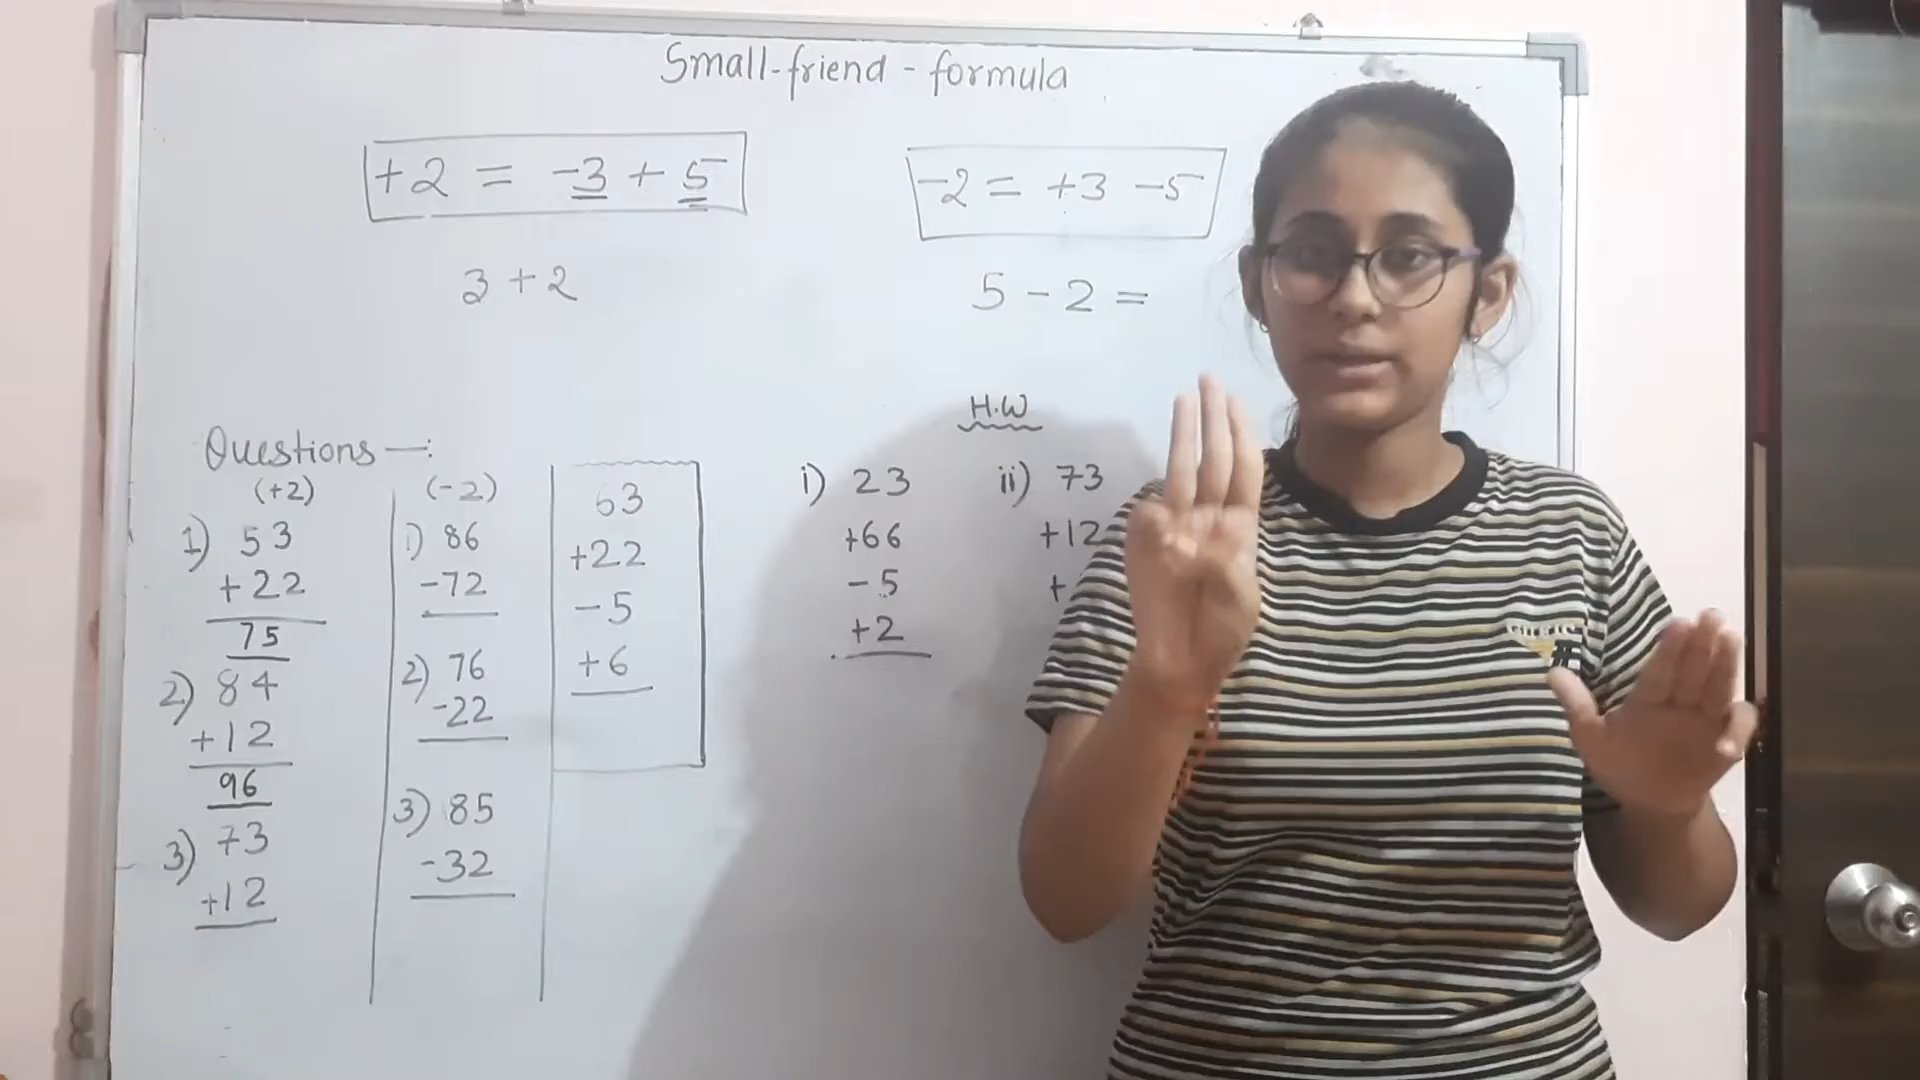 Small-friend-formula
+2 = -3 + 5
-2 = +3 -5
3 + 2
5 - 2 =
Questions —:
(+2)
1) 53
+22
75
2) 84
+12
96
3) 73
+12
(-2)
1) 86
-72
2) 76
-22
3) 85
-32
63
+22
-5
+6
H.W
i) 23
+66
-5
+2
ii) 73
+12
+